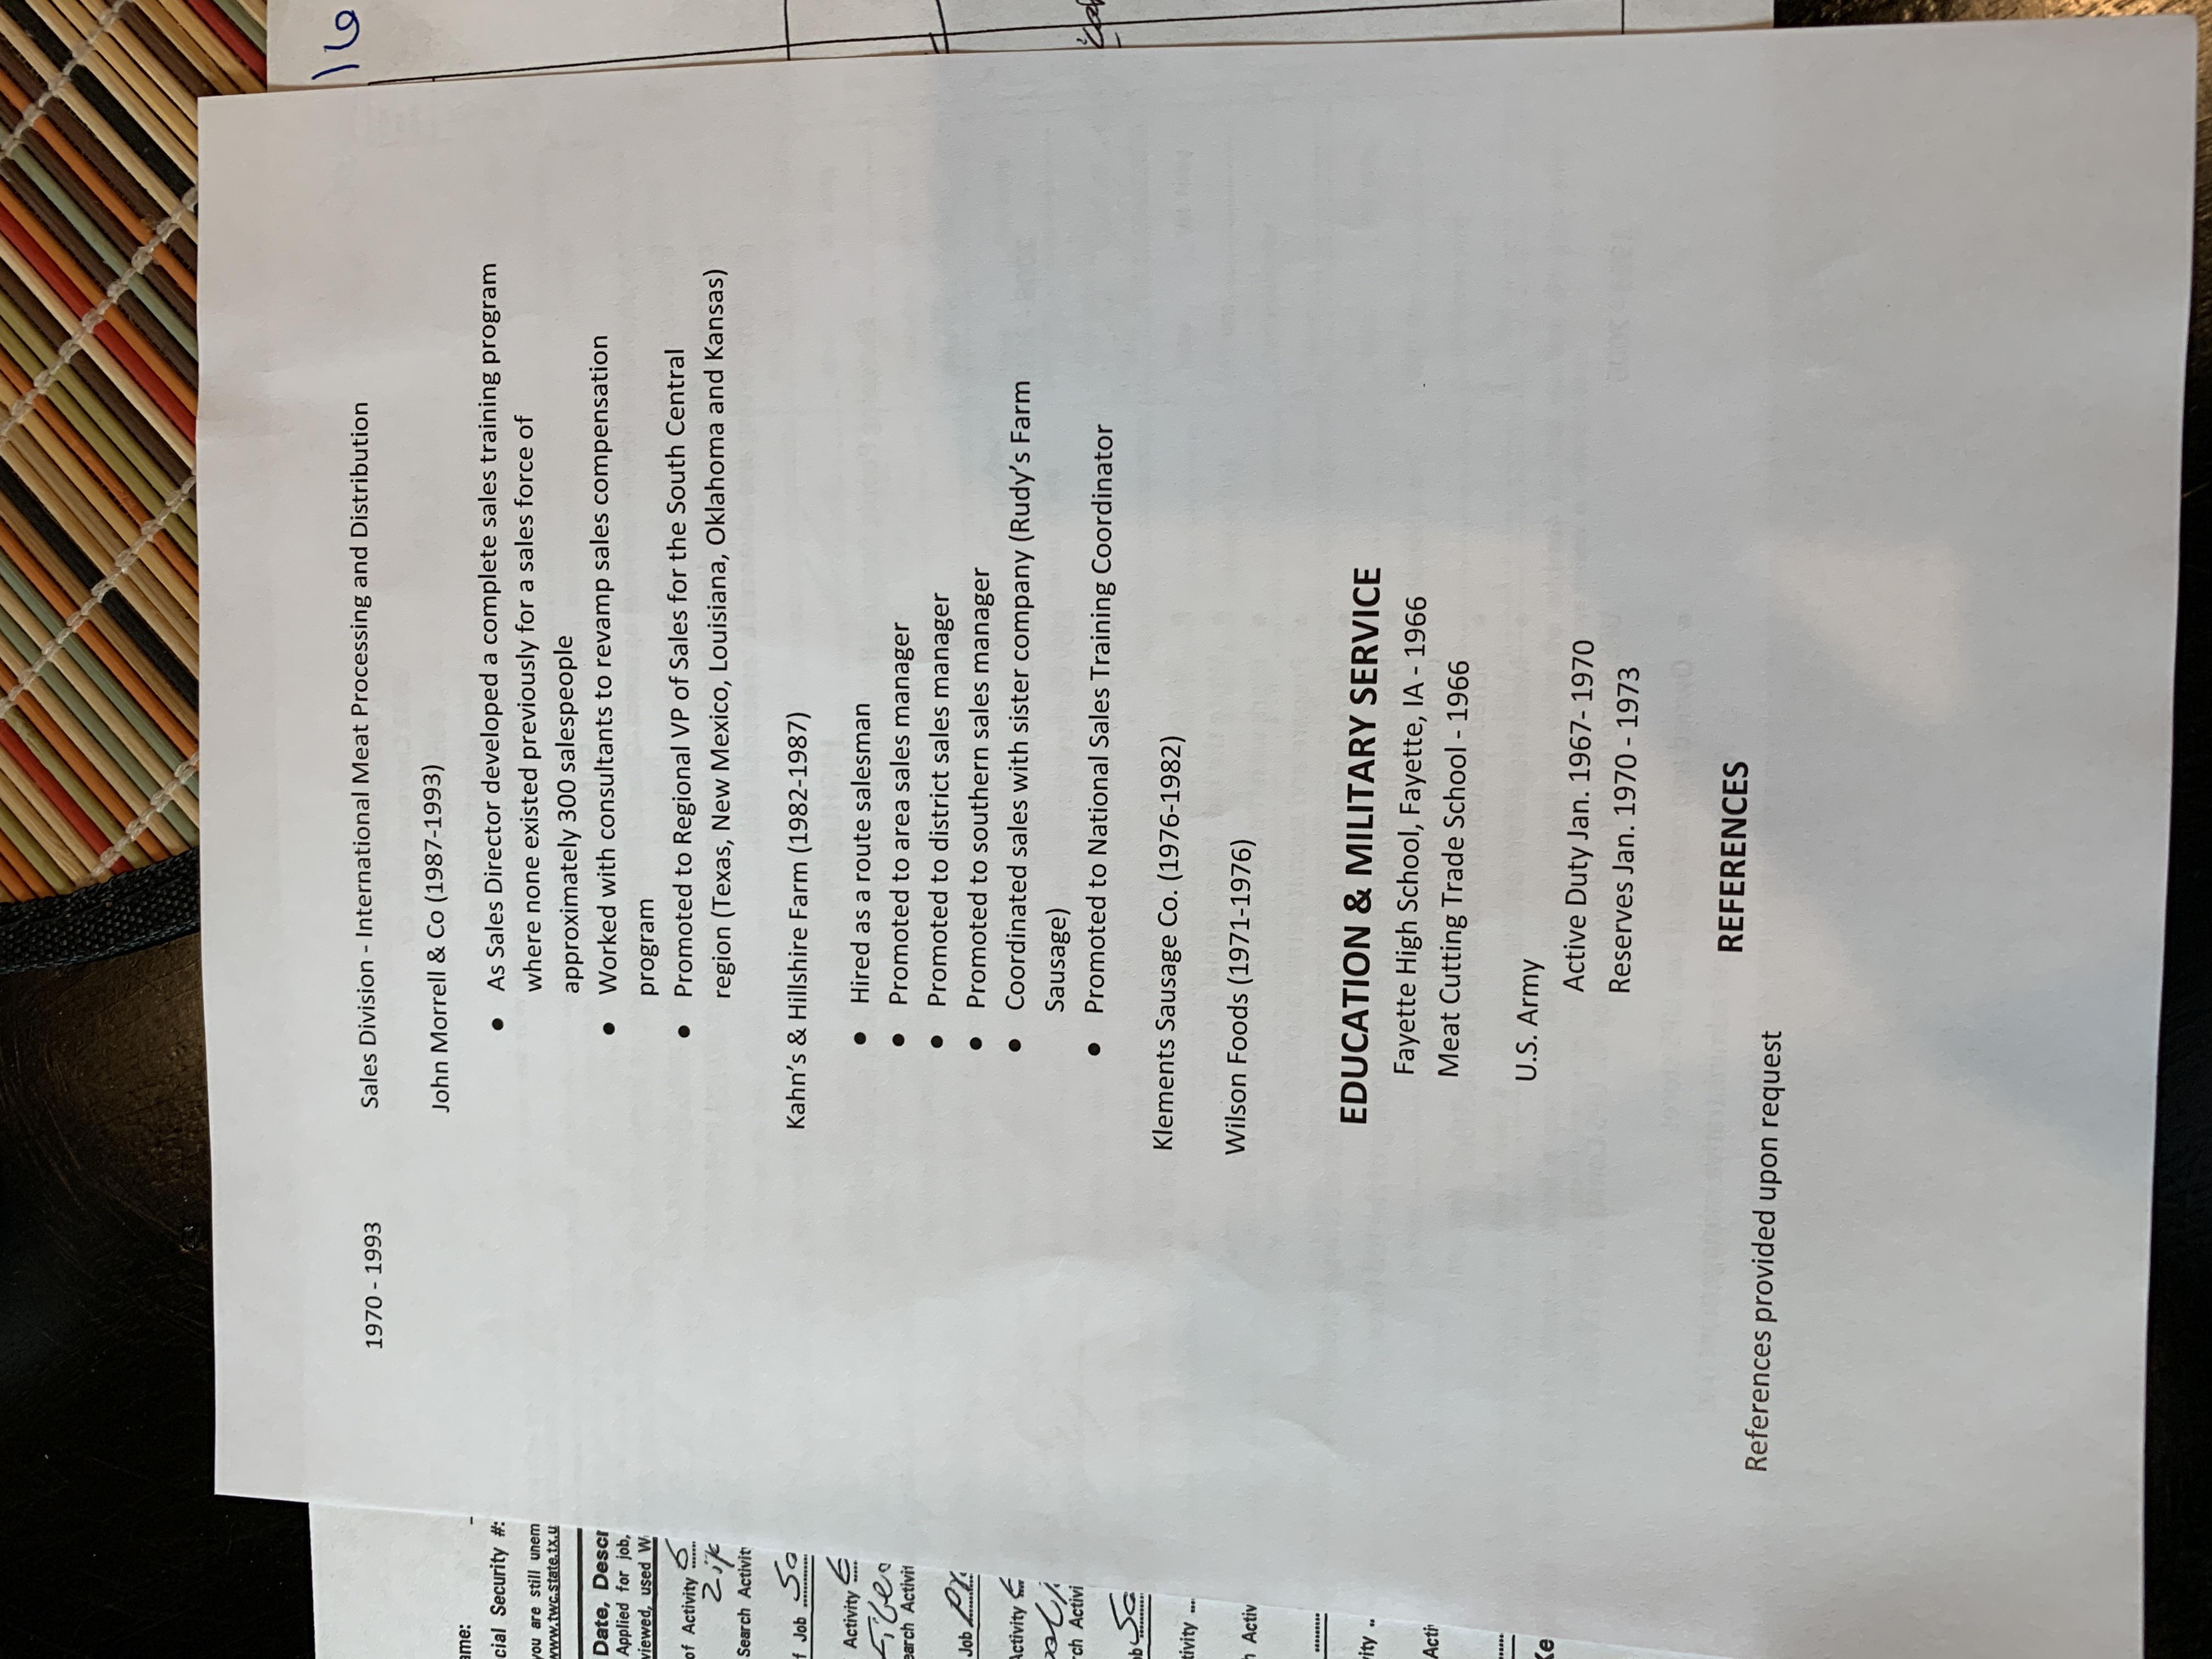 1970 - 1993 Sales Division - International Meat Processing and Distribution
John Morrell & Co (1987-1993)
● As Sales Director developed a complete sales training program
where none existed previously for a sales force of
approximately 300 salespeople
● Worked with consultants to revamp sales compensation
program
● Promoted to Regional VP of Sales for the South Central
region (Texas, New Mexico, Louisiana, Oklahoma and Kansas)
Kahn's & Hillshire Farm (1982-1987)
● Hired as a route salesman
● Promoted to area sales manager
● Promoted to district sales manager
● Promoted to southern sales manager
● Coordinated sales with sister company (Rudy's Farm
Sausage)
● Promoted to National Sales Training Coordinator
Klements Sausage Co. (1976-1982)
Wilson Foods (1971-1976)
EDUCATION & MILITARY SERVICE
Fayette High School, Fayette, IA - 1966
Meat Cutting Trade School - 1966
U.S. Army
Active Duty Jan. 1967- 1970
Reserves Jan. 1970 - 1973
REFERENCES
References provided upon request
16
ame:
cial Security #:
you are still unem
www.twc.state.tx.u
Date, Descr
Applied for job,
viewed, used W
of Activity
Search Activit
f Job
Activity
earch Activit
Job
Activity
rch Activi
ob
tivity
h Activ
vity
Acti
Ke